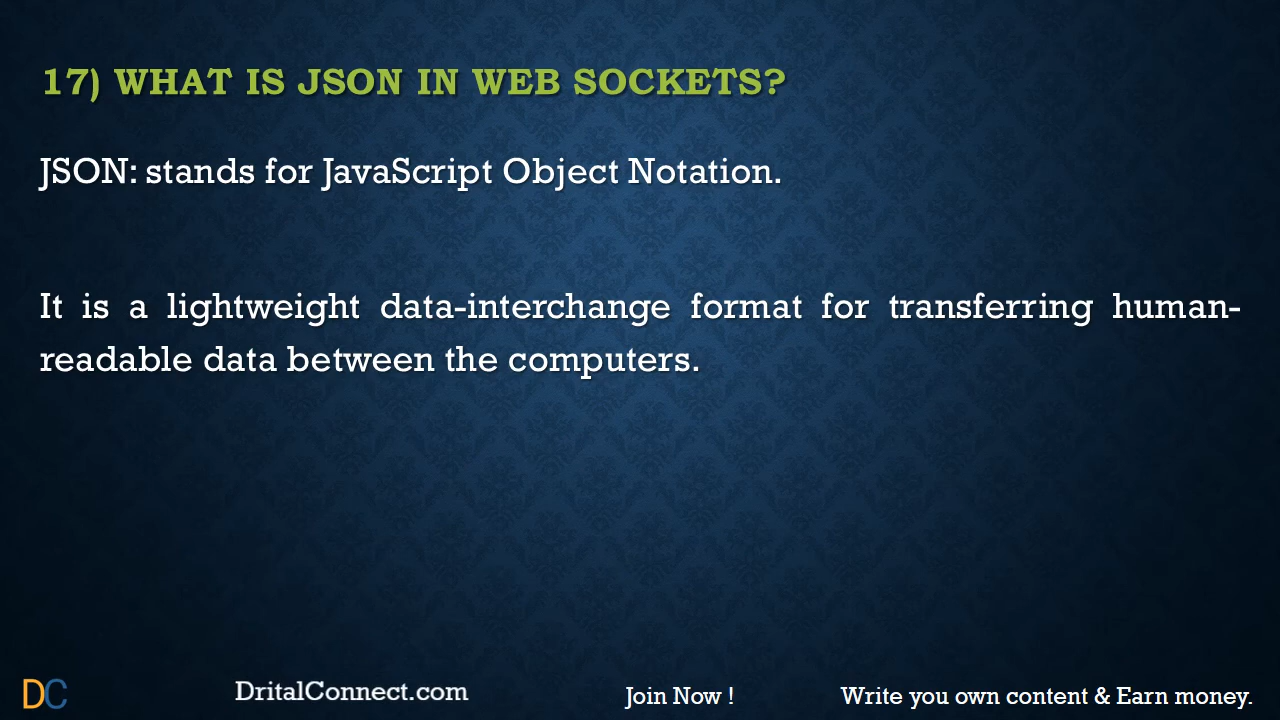 17) WHAT IS JSON IN WEB SOCKETS?
JSON: stands for JavaScript Object Notation.
It is a lightweight data-interchange format for transferring human-
readable data between the computers.
DC
DritalConnect.com
Join Now !
Write you own content & Earn money.